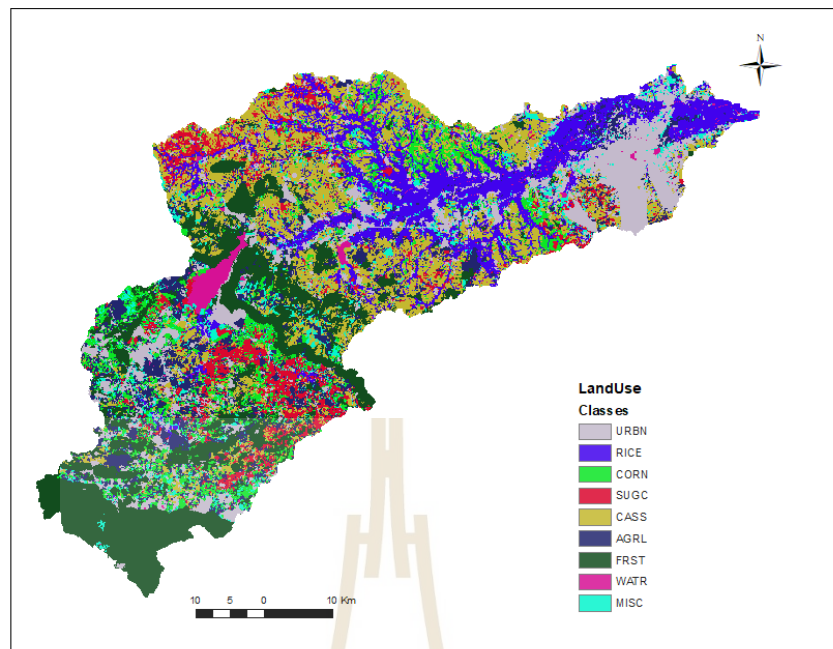 N
LandUse
Classes
URBN
RICE
CORN
SUGC
CASS
AGRL
FRST
WATR
MISC
10 5 0 10 Km